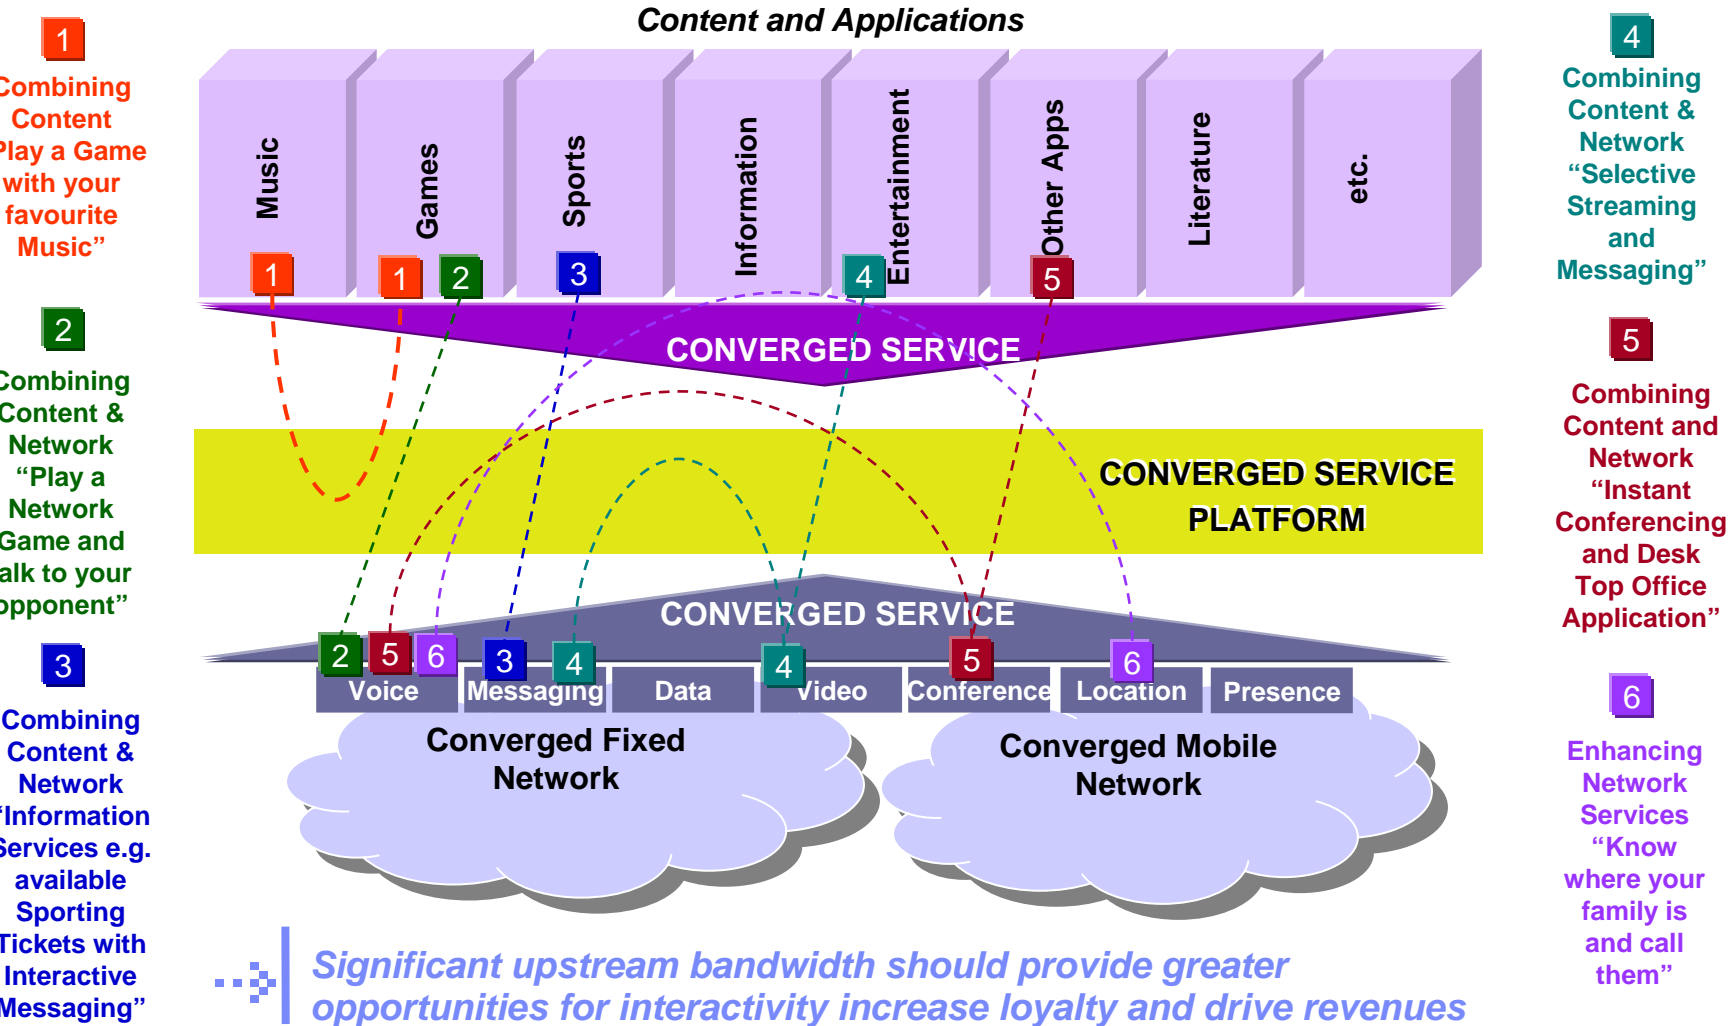 Content and Applications
1
Combining
Content
Play a Game
with your
favourite
Music”
2
Combining
Content &
Network
“Play a
Network
Game and
alk to your
opponent”
3
Combining
Content &
Network
“Information
Services e.g.
available
Sporting
Tickets with
Interactive
Messaging”
Music
Games
Sports
Information
Entertainment
Other Apps
Literature
etc.
1
1
2
3
4
5
CONVERGED SERVICE
CONVERGED SERVICE
PLATFORM
CONVERGED SERVICE
2
5
6
3
4
4
5
6
Voice
Messaging
Data
Video
Conference
Location
Presence
Converged Fixed
Network
Converged Mobile
Network
Significant upstream bandwidth should provide greater
opportunities for interactivity increase loyalty and drive revenues
4
Combining
Content &
Network
“Selective
Streaming
and
Messaging”
5
Combining
Content and
Network
“Instant
Conferencing
and Desk
Top Office
Application”
6
Enhancing
Network
Services
“Know
where your
family is
and call
them”